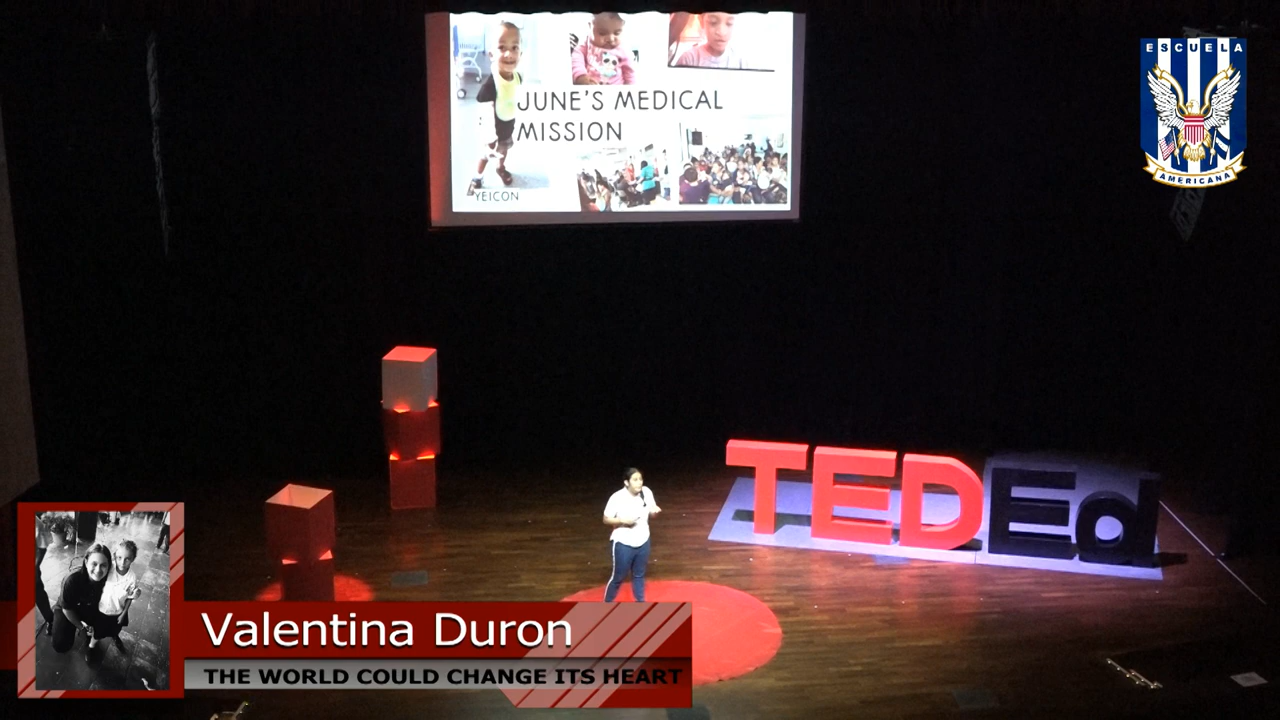 JUNE'S MEDICAL
MISSION
YEICON
ESCUELA
AMERICANA
TEDEd
Valentina Duron
THE WORLD COULD CHANGE ITS HEART